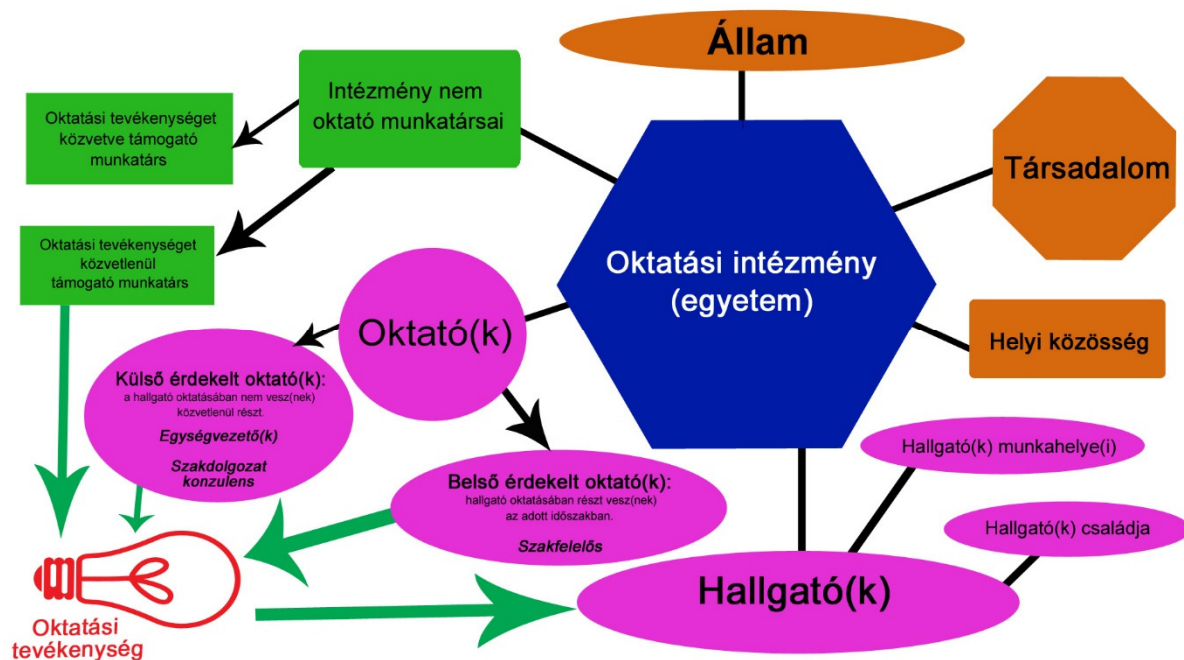 Állam
Intézmény nem
oktató munkatársai
Oktatási tevékenységet
közvetve támogató
munkatárs
Társadalom
Oktatási tevékenységet
közvetlenül
támogató munkatárs
Oktatási intézmény
(egyetem)
Oktató(k)
Helyi közösség
Külső érdekelt oktató(k):
a hallgató oktatásában nem vesz(nek)
közvetlenül részt.
Egységvezető(k)
Szakdolgozat
konzulens
Hallgató(k) munkahelye(i)
Belső érdekelt oktató(k):
hallgató oktatásában részt vesz(nek)
az adott időszakban.
Szakfelelős
Hallgató(k) családja
Hallgató(k)
Oktatási
tevékenység